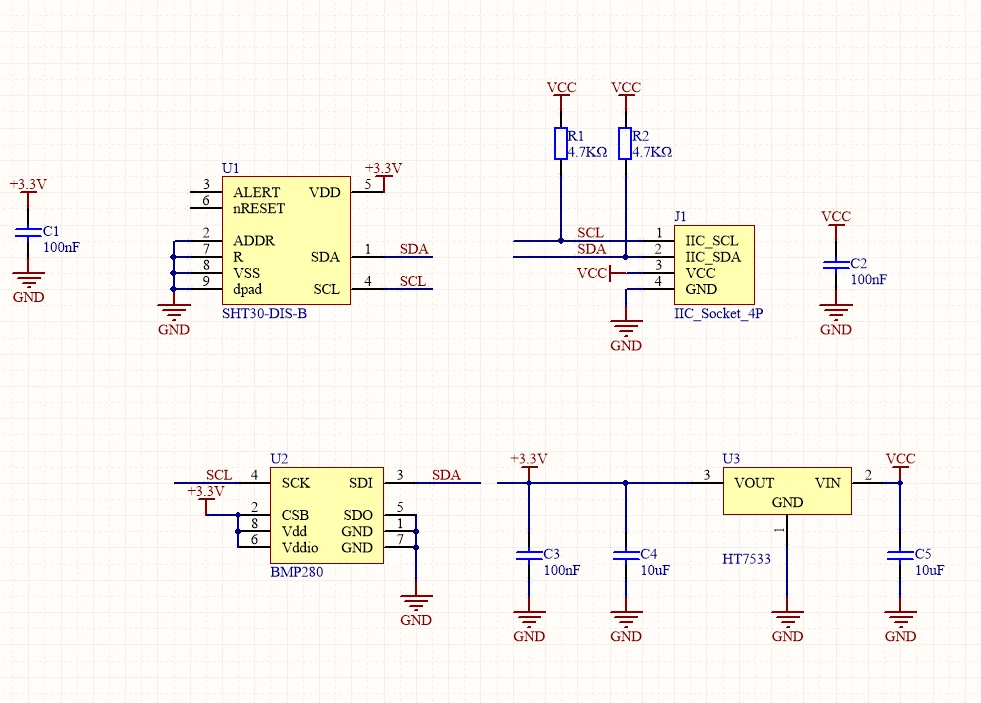 +3.3V
C1
100nF
GND
U1
3 ALERT
6 nRESET
2 ADDR
7 R
8 VSS
9 dpad
VDD 5
+3.3V
SDA 1 SDA
SCL 4 SCL
SHT30-DIS-B
GND
VCC
R1
4.7KΩ
VCC
R2
4.7KΩ
J1
SCL 1 IIC_SCL
SDA 2 IIC_SDA
VCC 3 VCC
4 GND
IIC_Socket_4P
GND
VCC
C2
100nF
GND
U2
SCL 4 SCK
+3.3V
2 CSB
8 Vdd
6 Vddio
SDI 3 SDA
SDO 5
GND 1
GND 7
BMP280
GND
+3.3V
C3
100nF
GND
C4
10uF
GND
U3
3 VOUT
VIN 2
GND
1
HT7533
GND
VCC
C5
10uF
GND